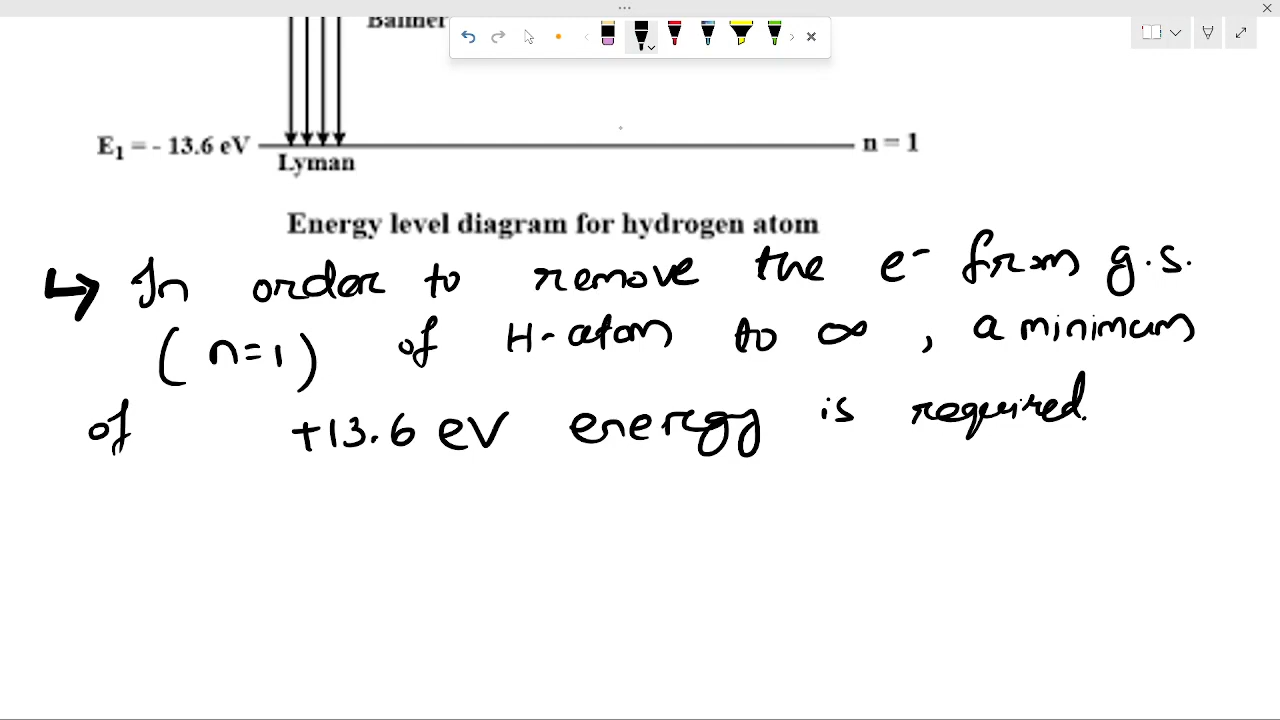 Balmer
E₁ = - 13.6 eV
n = 1
Lyman
Energy level diagram for hydrogen atom
↳ In order to remove the e⁻ from g.s.
(n=1) of H-atom to ∞, a minimum
of +13.6 eV energy is required.